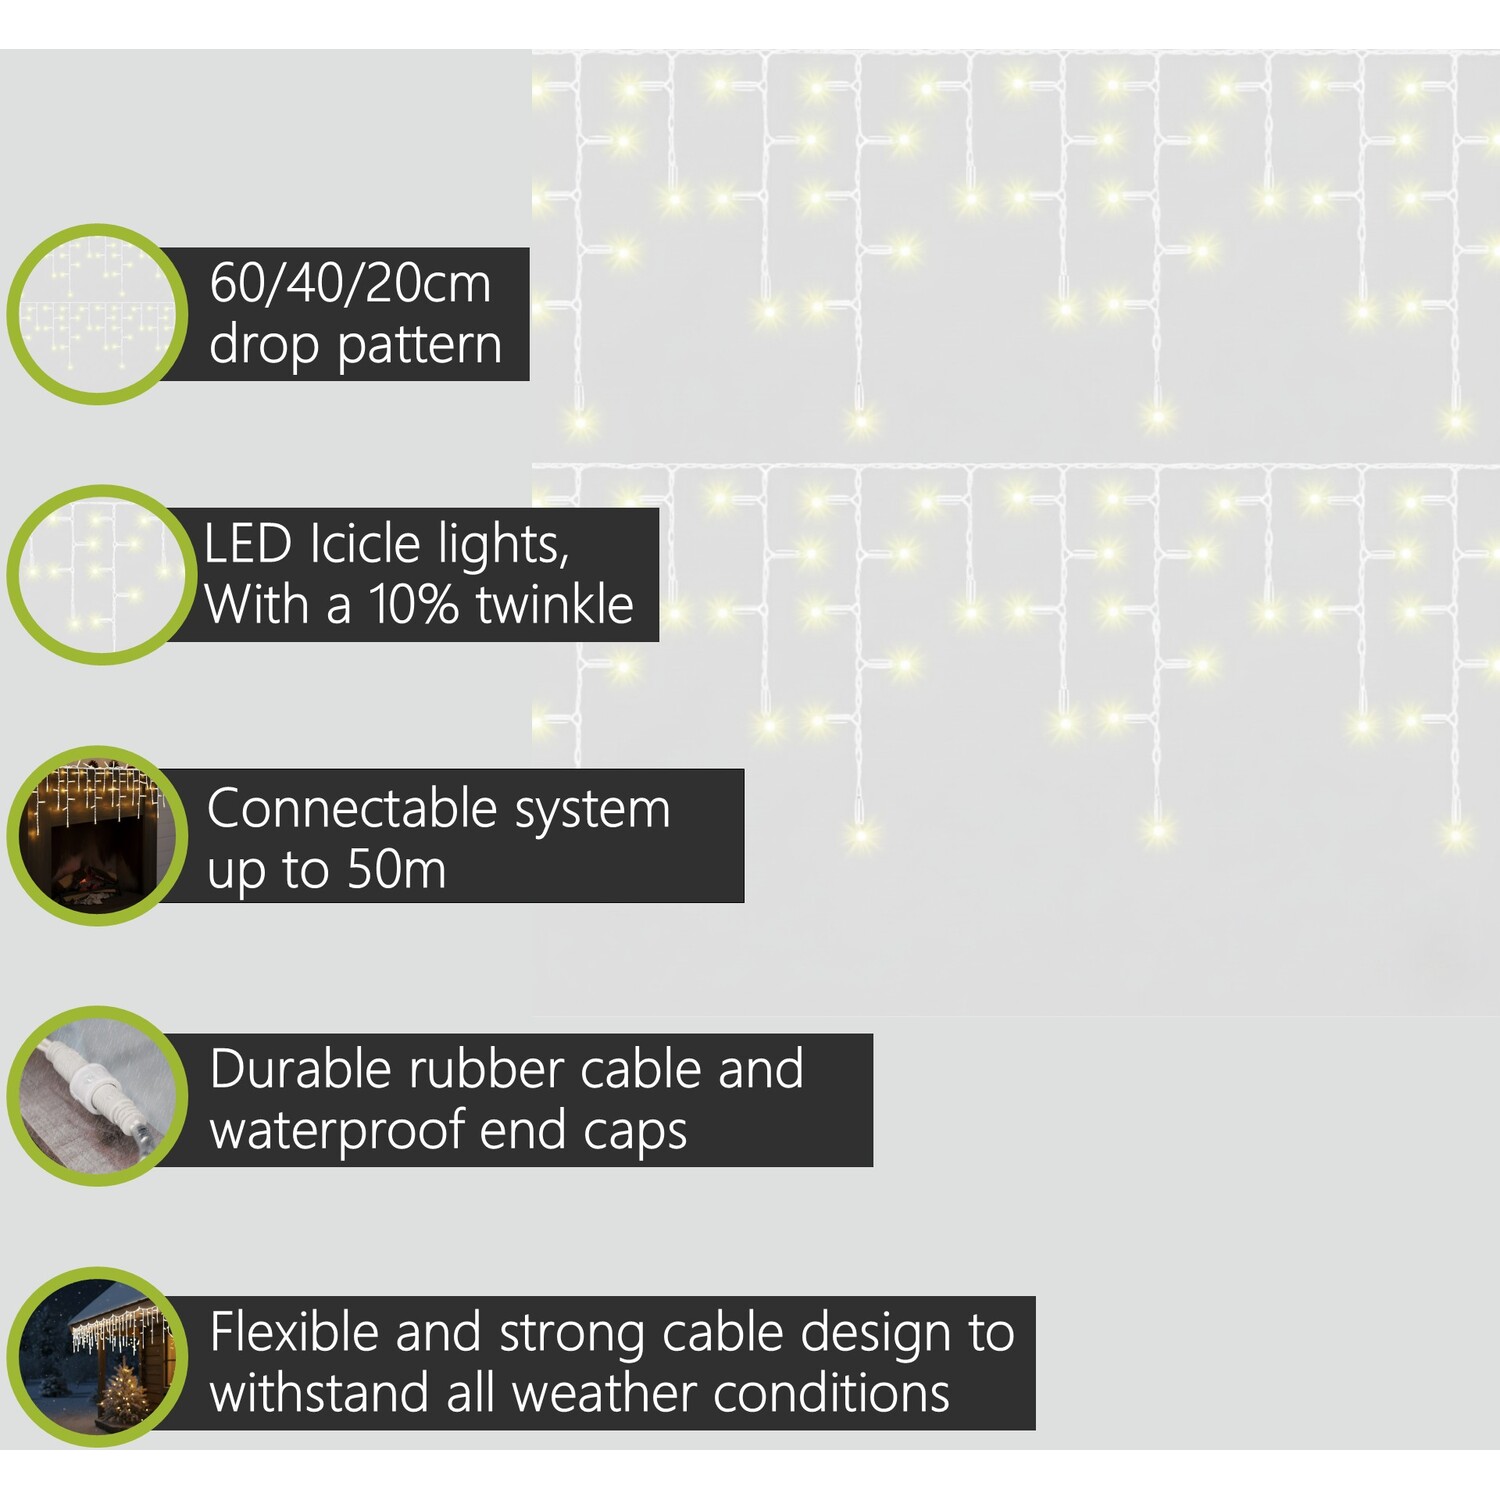 60/40/20cm
drop pattern
LED Icicle lights,
With a 10% twinkle
Connectable system
up to 50m
Durable rubber cable and
waterproof end caps
Flexible and strong cable design to
withstand all weather conditions